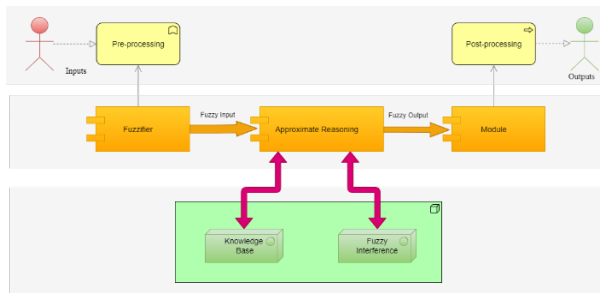 Pre-processing
Post-processing
Inputs
Outputs
Fuzzifier
Fuzzy Input
Approximate Reasoning
Fuzzy Output
Module
Knowledge
Base
Fuzzy
Interference